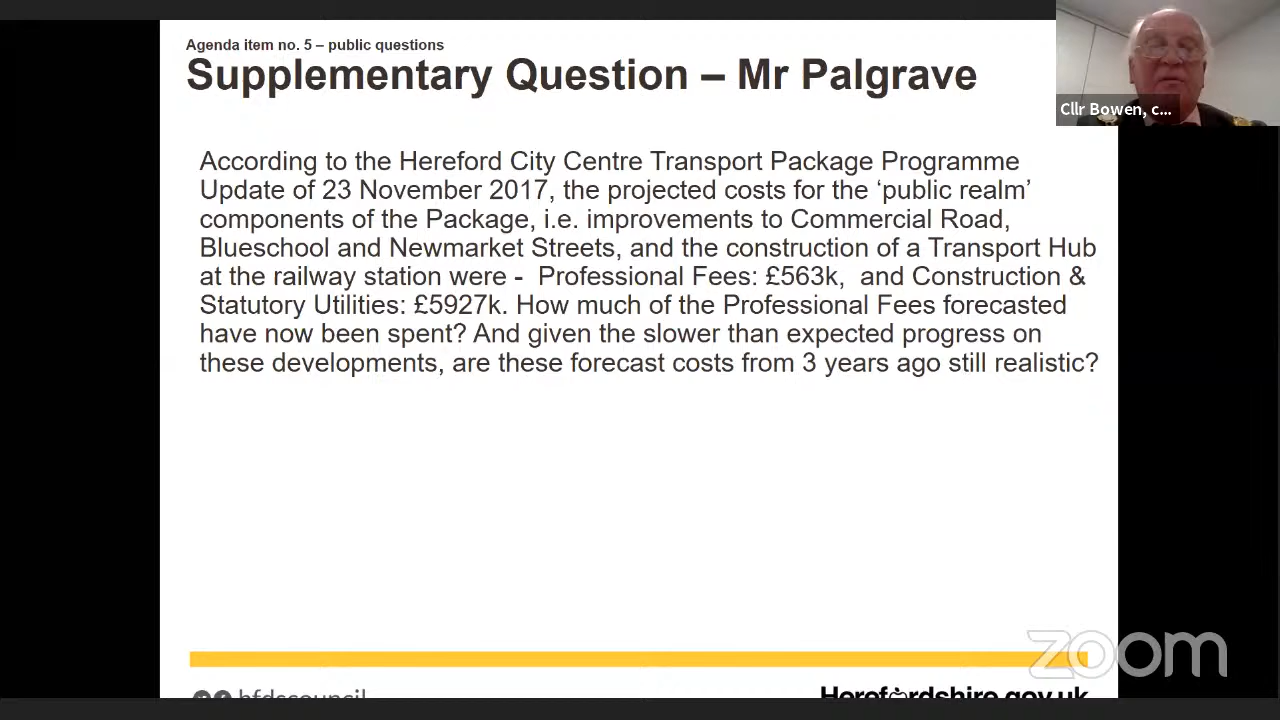 Agenda item no. 5 – public questions
Supplementary Question – Mr Palgrave
According to the Hereford City Centre Transport Package Programme
Update of 23 November 2017, the projected costs for the ‘public realm’
components of the Package, i.e. improvements to Commercial Road,
Blueschool and Newmarket Streets, and the construction of a Transport Hub
at the railway station were - Professional Fees: £563k, and Construction &
Statutory Utilities: £5927k. How much of the Professional Fees forecasted
have now been spent? And given the slower than expected progress on
these developments, are these forecast costs from 3 years ago still realistic?
Cllr Bowen, c...
zoom
hfdscouncil
Herefordshire.gov.uk